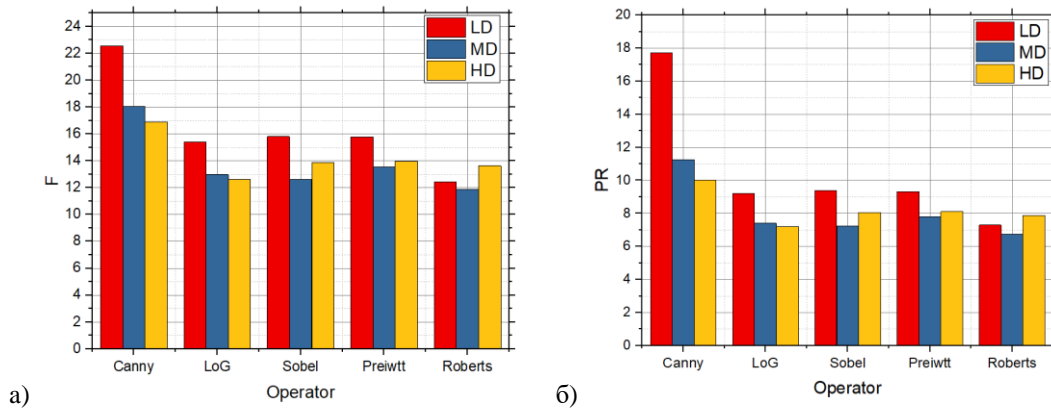 24
22
20
18
16
14
12
10
8
6
4
2
0
F
LD
MD
HD
Canny LoG Sobel Preiwtt Roberts
Operator
а)
20
18
16
14
12
10
8
6
4
2
0
PR
LD
MD
HD
Canny LoG Sobel Preiwtt Roberts
Operator
б)